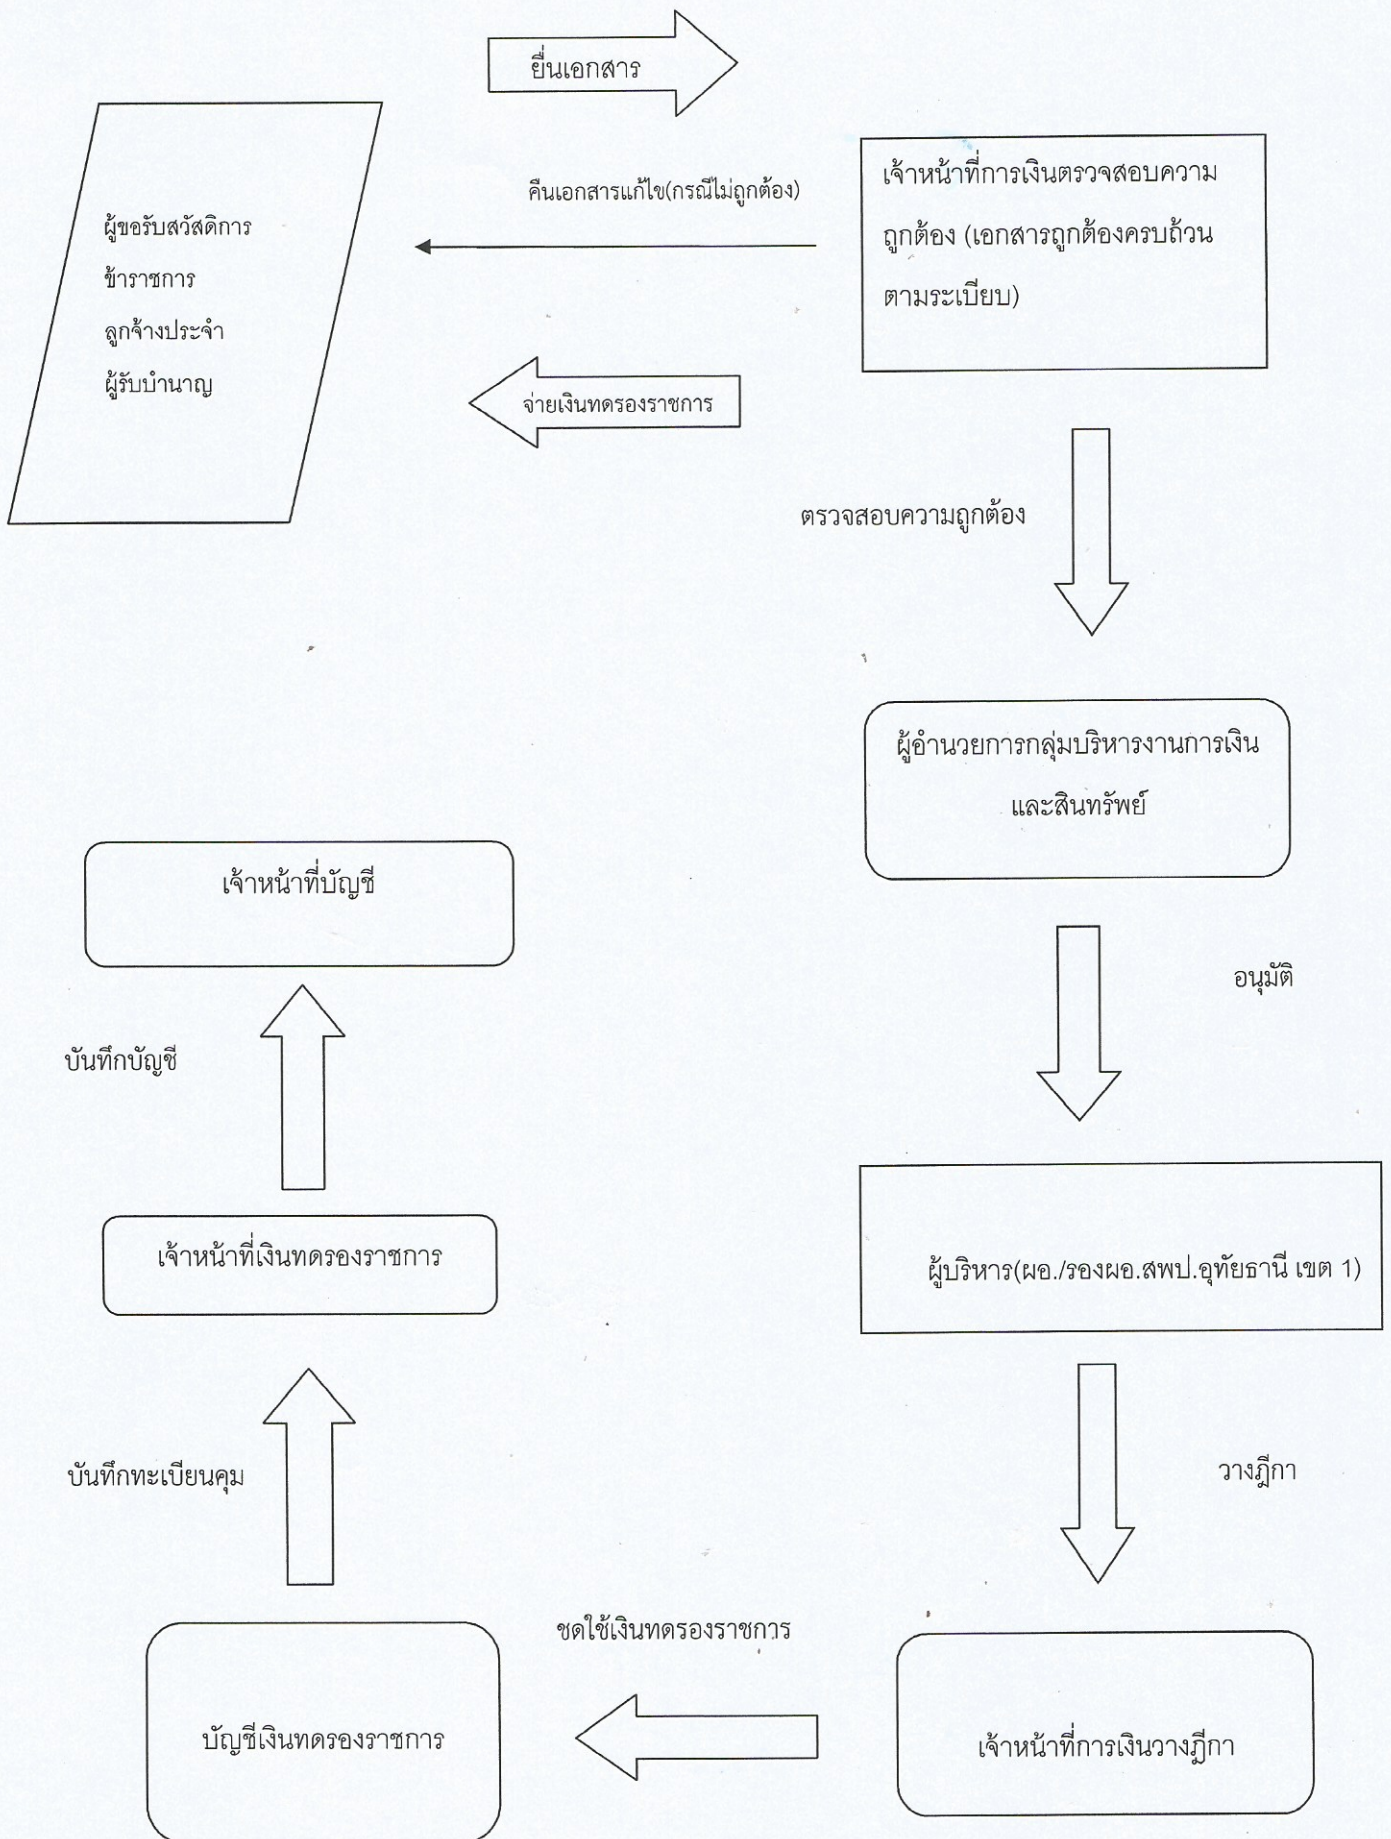 ยื่นเอกสาร
คืนเอกสารแก้ไข(กรณีไม่ถูกต้อง)
ผู้ขอรับสวัสดิการ
ข้าราชการ
ลูกจ้างประจำ
ผู้รับบำนาญ
เจ้าหน้าที่การเงินตรวจสอบความ
ถูกต้อง (เอกสารถูกต้องครบถ้วน
ตามระเบียบ)
จ่ายเงินทดรองราชการ
ตรวจสอบความถูกต้อง
ผู้อำนวยการกลุ่มบริหารงานการเงิน
และสินทรัพย์
อนุมัติ
ผู้บริหาร(ผอ./รองผอ.สพป.อุทัยธานี เขต 1)
วางฎีกา
เจ้าหน้าที่การเงินวางฎีกา
ชดใช้เงินทดรองราชการ
บัญชีเงินทดรองราชการ
บันทึกทะเบียนคุม
เจ้าหน้าที่เงินทดรองราชการ
บันทึกบัญชี
เจ้าหน้าที่บัญชี